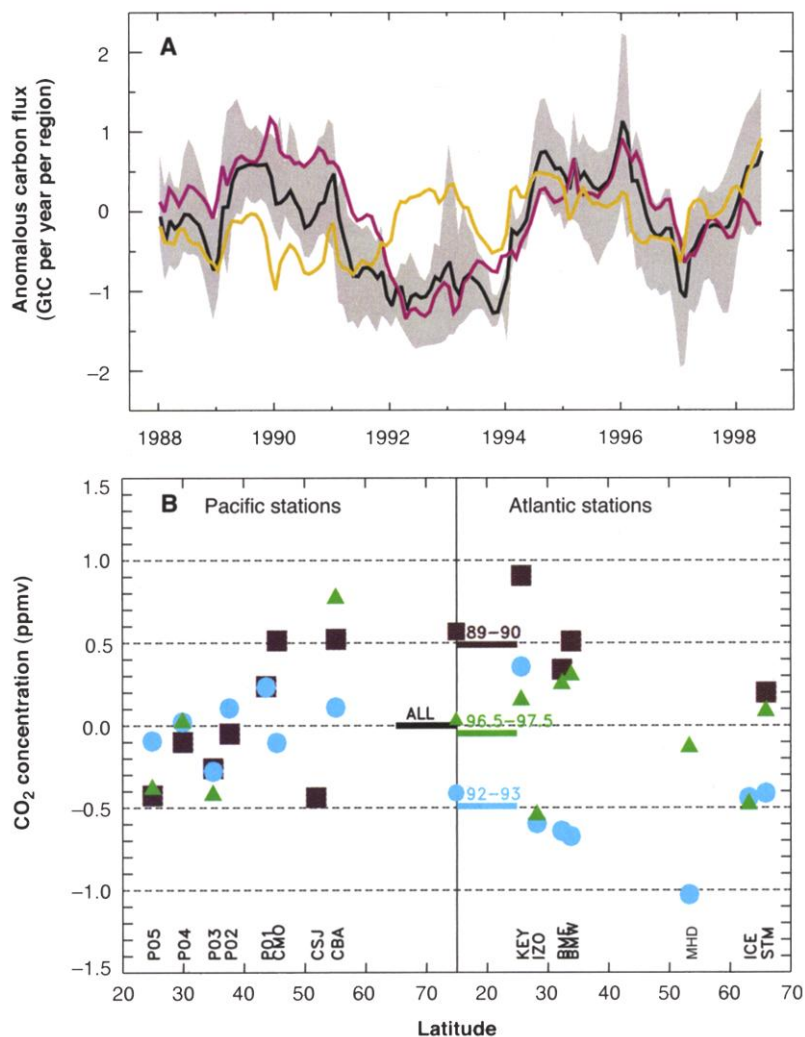 A
Anomalous carbon flux
(GtC per year per region)
2
1
0
−1
−2
1988 1990 1992 1994 1996 1998
B Pacific stations Atlantic stations
CO2 concentration (ppmv)
1.5
1.0
0.5
0.0
−0.5
−1.0
−1.5
89−90
ALL
96.5−97.5
92−93
P05 P04 P03 P02 P01 CMO CSJ CBA KEY IZO BME BMW MHD ICE STM
20 30 40 50 60 70 20 30 40 50 60 70
Latitude